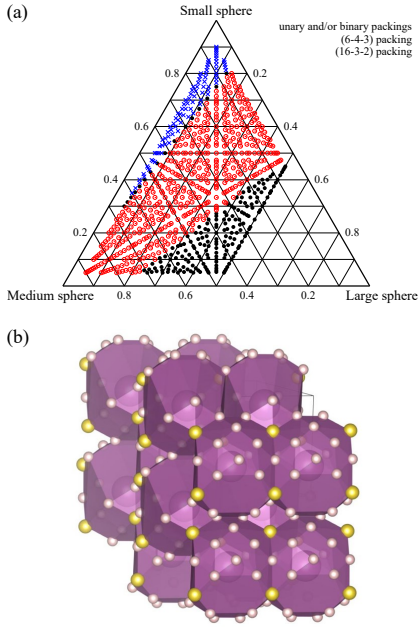 (a)
Small sphere
unary and/or binary packings
(6-4-3) packing
(16-3-2) packing
0.8 0.2
0.6 0.4
0.4 0.6
0.2 0.8
Medium sphere 0.8 0.6 0.4 0.2 Large sphere
(b)